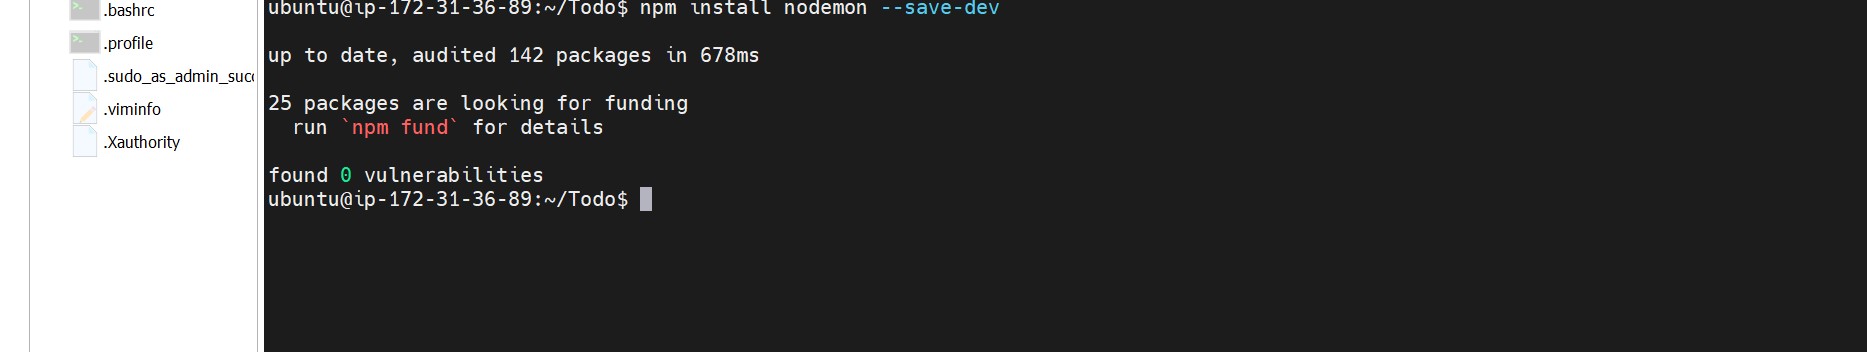 .bashrc
.profile
.sudo_as_admin_suc
.viminfo
.Xauthority
ubuntu@ip-172-31-36-89:~/Todo$ npm install nodemon --save-dev
up to date, audited 142 packages in 678ms
25 packages are looking for funding
run `npm fund` for details
found 0 vulnerabilities
ubuntu@ip-172-31-36-89:~/Todo$